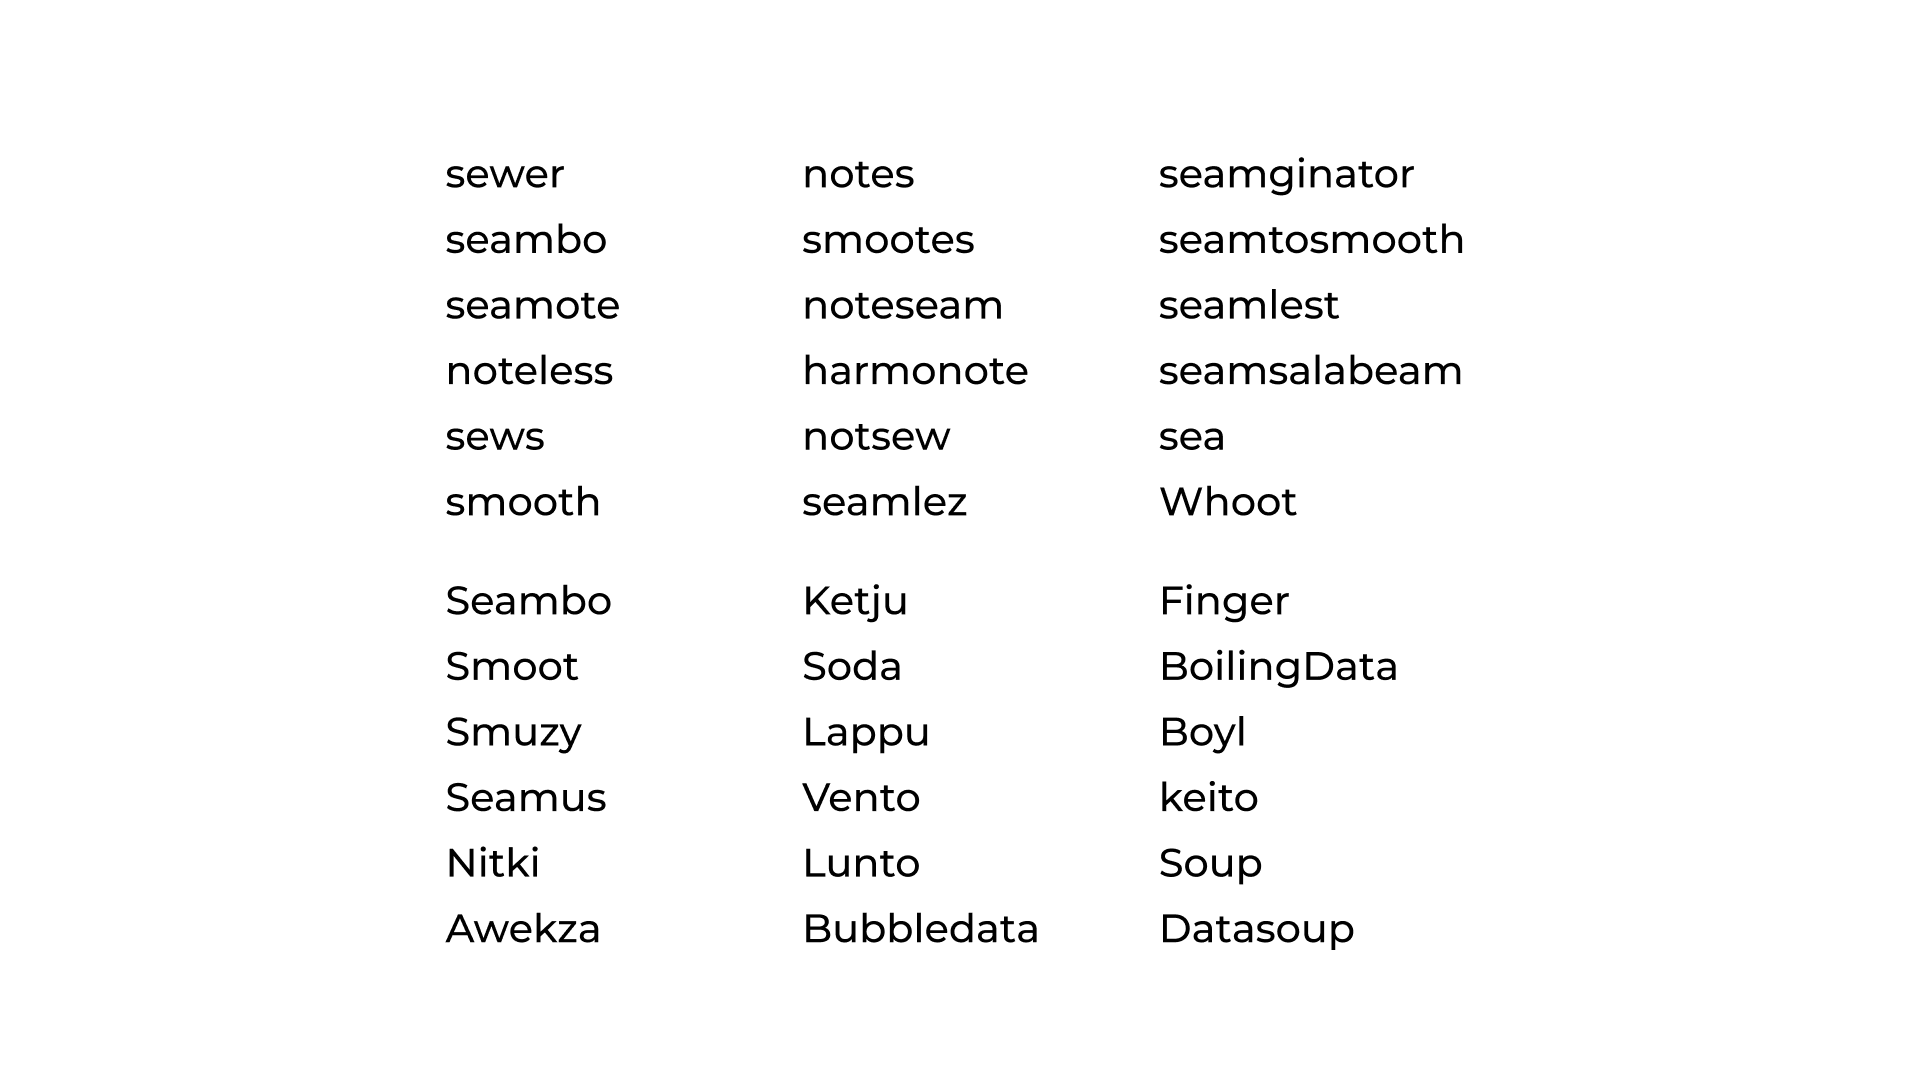 sewer notes seamginator
seambo smootes seamtosmooth
seamote noteseam seamlest
noteless harmonote seamsalabeam
sews notsew sea
smooth seamlez Whoot
Seambo Ketju Finger
Smoot Soda BoilingData
Smuzy Lappu Boyl
Seamus Vento keito
Nitki Lunto Soup
Awekza Bubbledata Datasoup